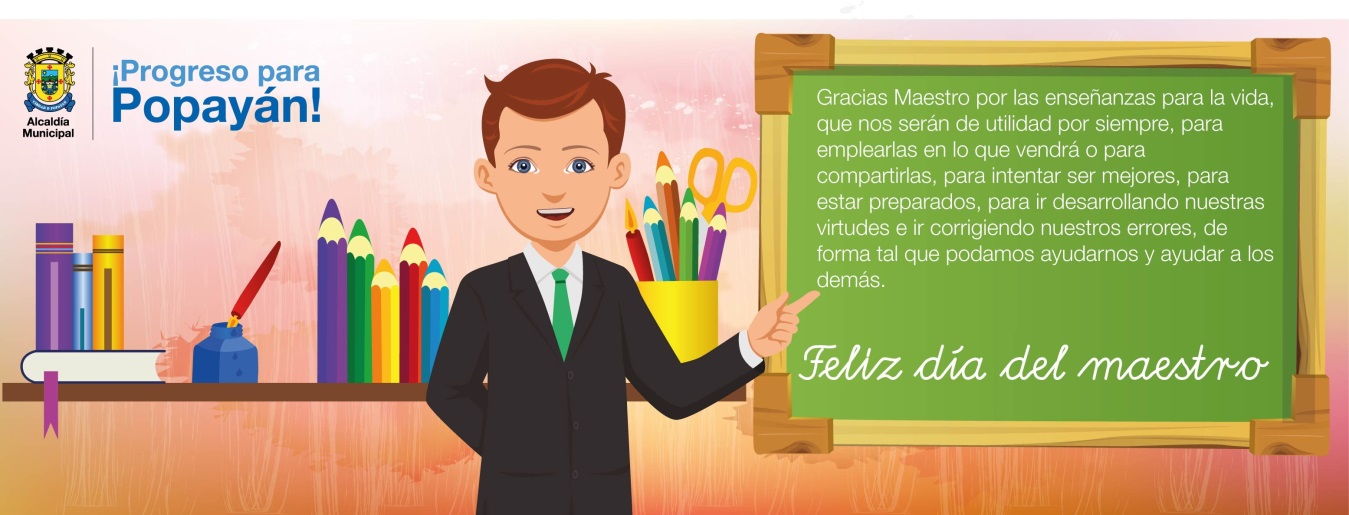 Alcaldía
Municipal
¡Progreso para
Popayán!
Gracias Maestro por las enseñanzas para la vida,
que nos serán de utilidad por siempre, para
emplearlas en lo que vendrá o para
compartirlas, para intentar ser mejores, para
estar preparados, para ir desarrollando nuestras
virtudes e ir corrigiendo nuestros errores, de
forma tal que podamos ayudarnos y ayudar a los
demás.
Feliz día del maestro